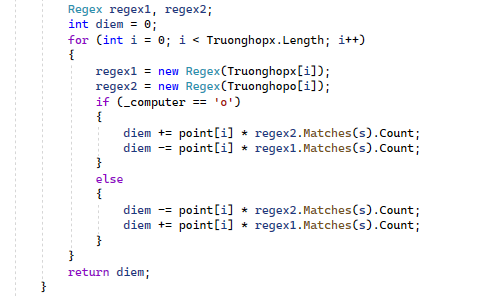 Regex regex1, regex2;
int diem = 0;
for (int i = 0; i < Truonghopx.Length; i++)
{
regex1 = new Regex(Truonghopx[i]);
regex2 = new Regex(Truonghopo[i]);
if (_computer == 'o')
{
diem += point[i] * regex2.Matches(s).Count;
diem -= point[i] * regex1.Matches(s).Count;
}
else
{
diem -= point[i] * regex2.Matches(s).Count;
diem += point[i] * regex1.Matches(s).Count;
}
}
return diem;
}